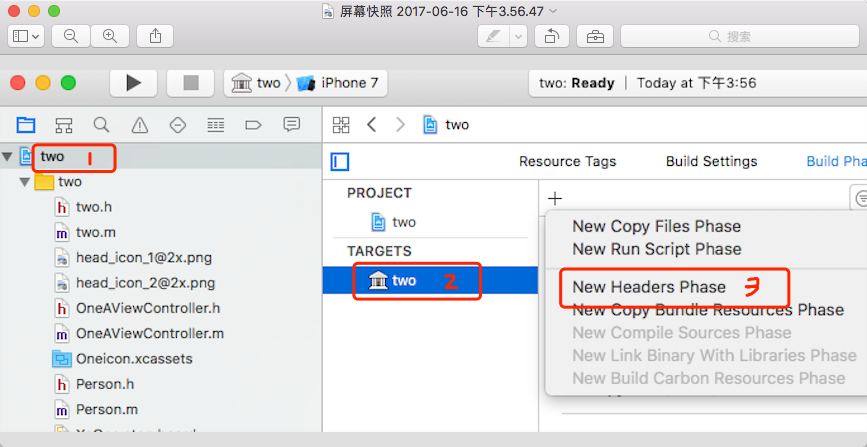 屏幕快照 2017-06-16 下午3.56.47
搜索
two iPhone 7
two: Ready | Today at 下午3:56
two
two 1
Resource Tags Build Settings Build Pha
two
two.h
two.m
head_icon_1@2x.png
head_icon_2@2x.png
OneAViewController.h
OneAViewController.m
Oneicon.xcassets
Person.h
Person.m
PROJECT
two
TARGETS
two 2
New Copy Files Phase
New Run Script Phase
New Headers Phase 3
New Copy Bundle Resources Phase
New Compile Sources Phase
New Link Binary With Libraries Phase
New Build Carbon Resources Phase